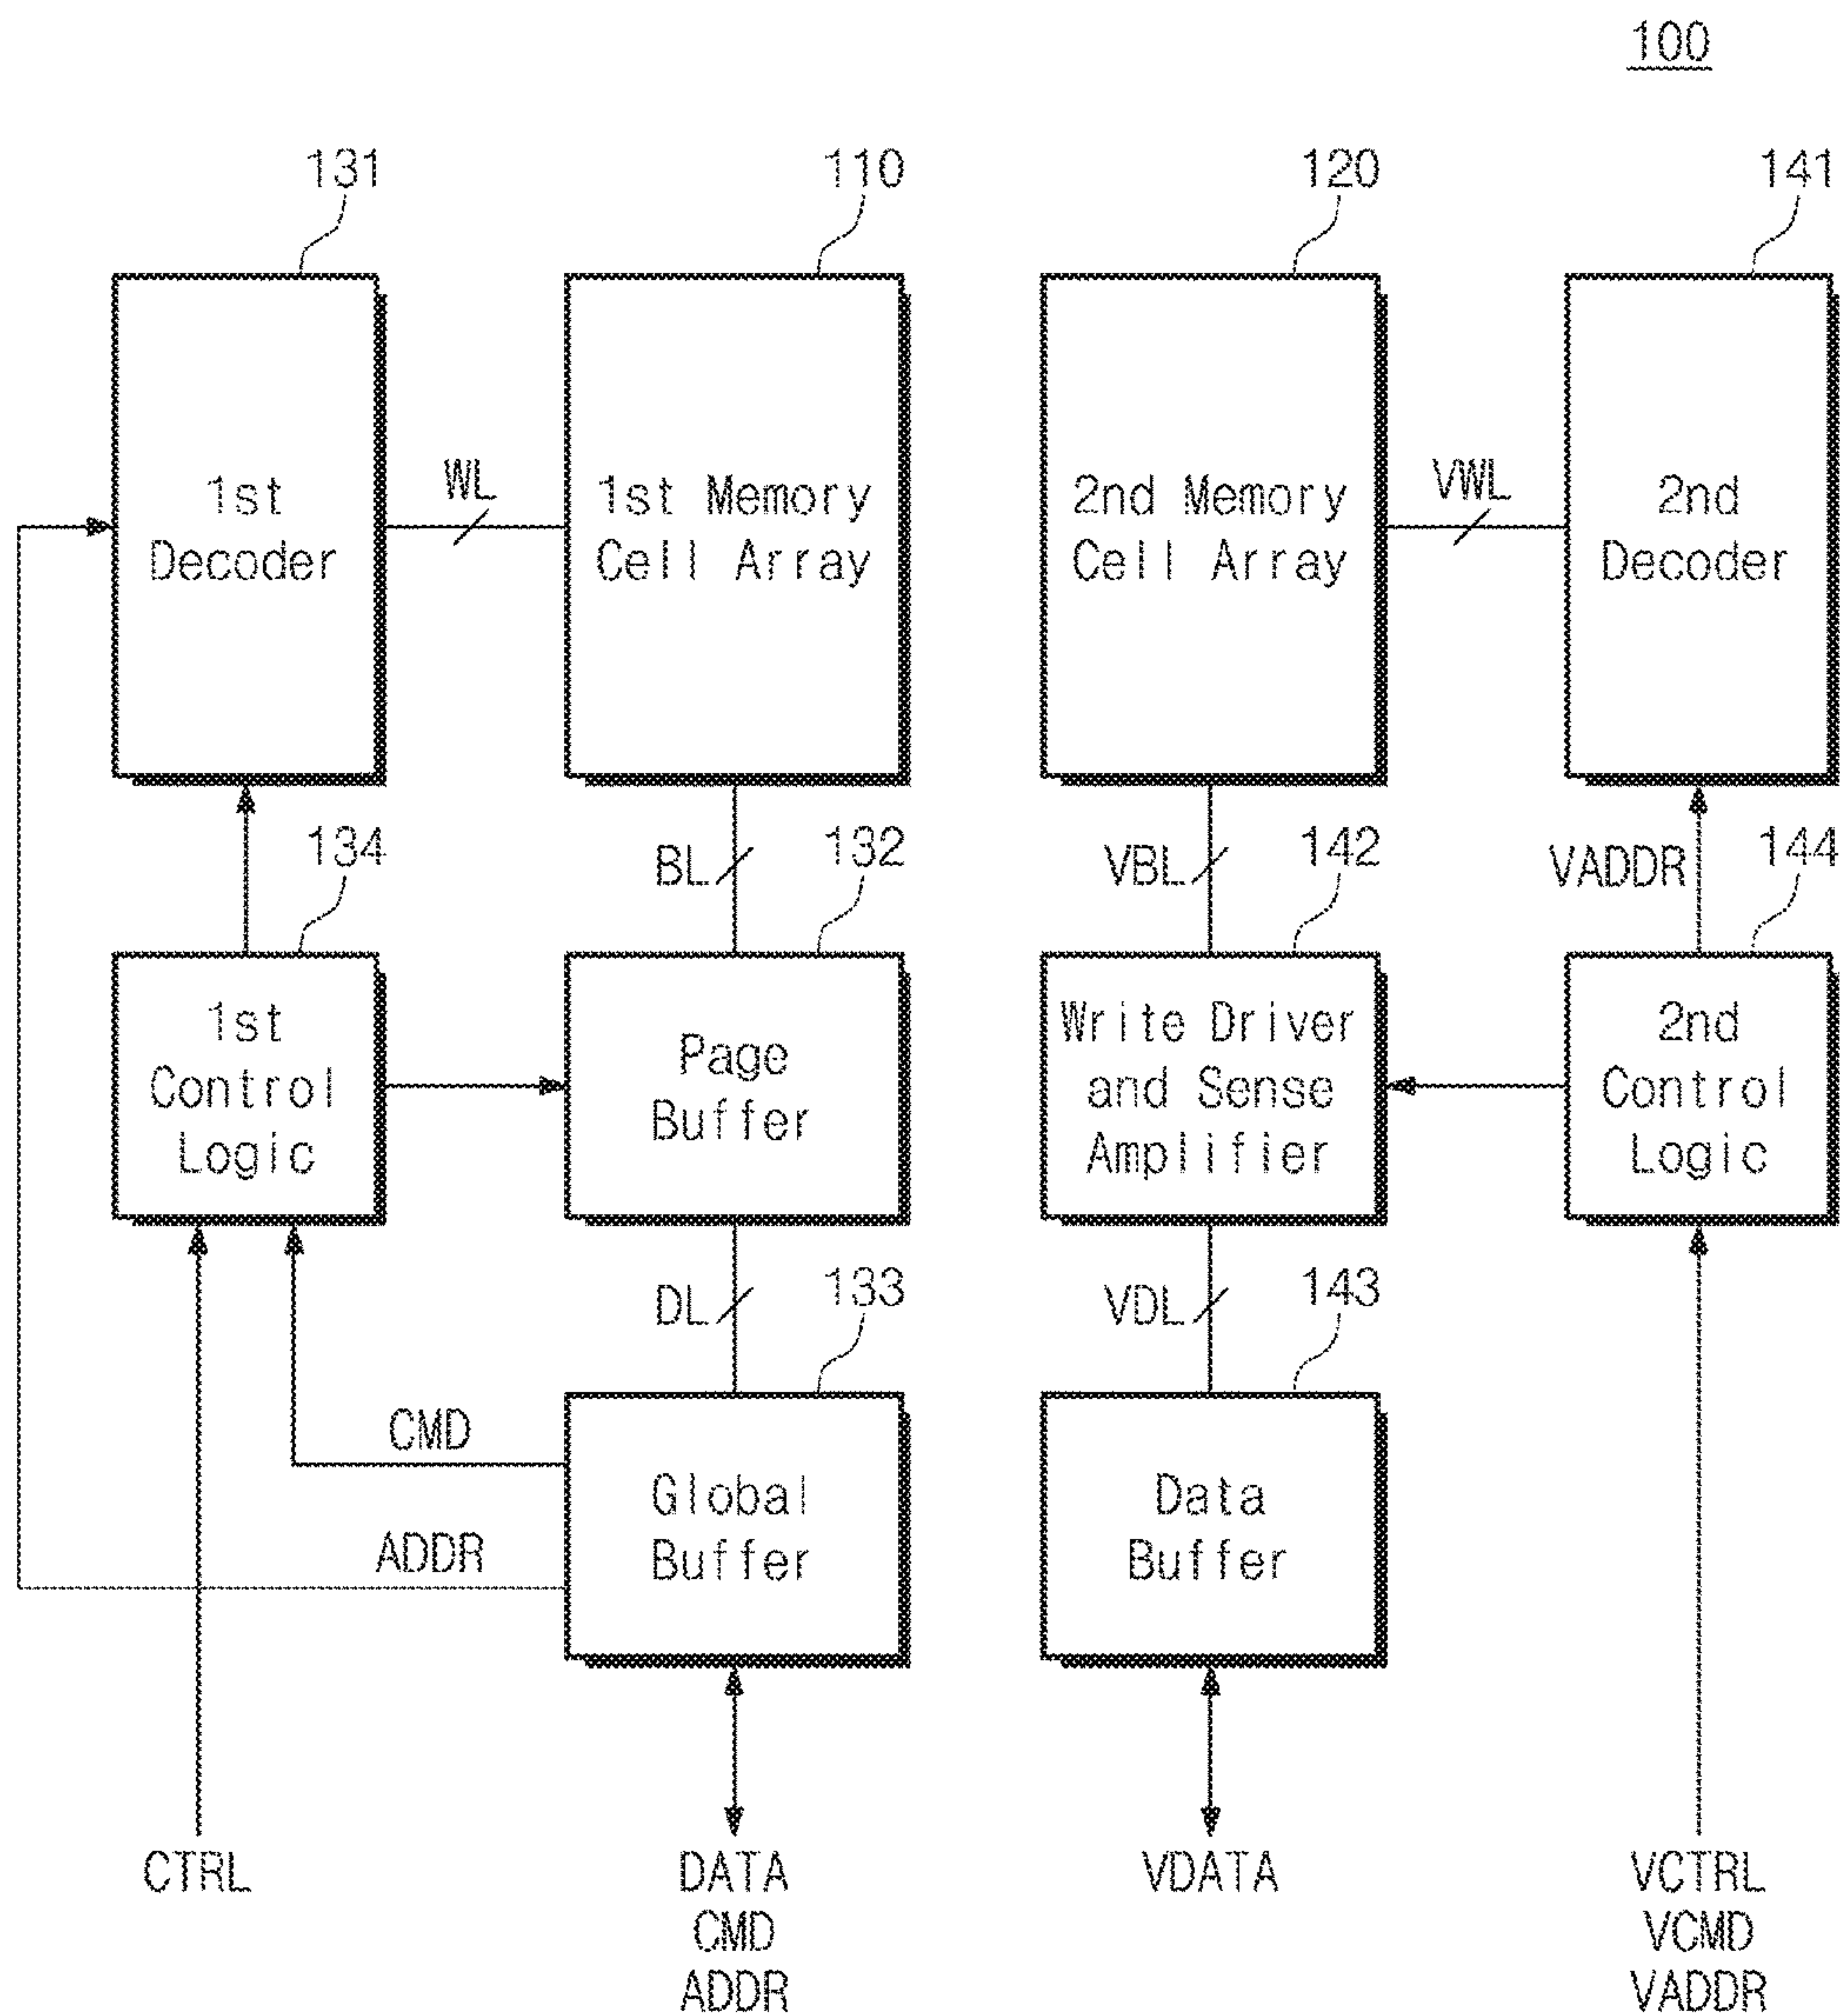 100
131
110
120
141
1st
Decoder
WL
1st Memory
Cell Array
2nd Memory
Cell Array
VWL
2nd
Decoder
134
BL
132
VBL
142
VADDR
144
1st
Control
Logic
Page
Buffer
Write Driver
and Sense
Amplifier
2nd
Control
Logic
DL
133
VDL
143
CMD
ADDR
Global
Buffer
Data
Buffer
CTRL
DATA
CMD
ADDR
VDATA
VCTRL
VCMD
VADDR